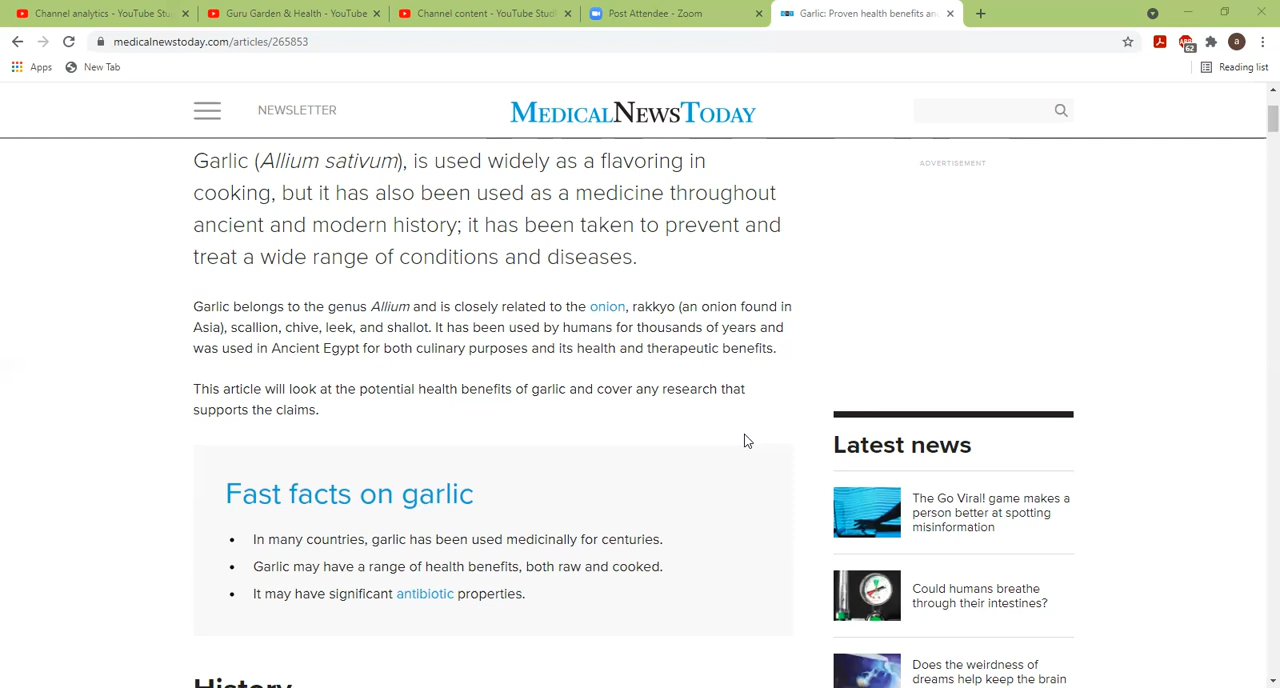 Channel analytics - YouTube Stu
Guru Garden & Health - YouTube
Channel content - YouTube Studi
Post Attendee - Zoom
Garlic: Proven health benefits an
medicalnewstoday.com/articles/265853
62
a
Apps
New Tab
Reading list
NEWSLETTER
MEDICALNEWSTODAY
Garlic (Allium sativum), is used widely as a flavoring in
cooking, but it has also been used as a medicine throughout
ancient and modern history; it has been taken to prevent and
treat a wide range of conditions and diseases.
Garlic belongs to the genus Allium and is closely related to the onion, rakkyo (an onion found in
Asia), scallion, chive, leek, and shallot. It has been used by humans for thousands of years and
was used in Ancient Egypt for both culinary purposes and its health and therapeutic benefits.
This article will look at the potential health benefits of garlic and cover any research that
supports the claims.
Fast facts on garlic
• In many countries, garlic has been used medicinally for centuries.
• Garlic may have a range of health benefits, both raw and cooked.
• It may have significant antibiotic properties.
History
ADVERTISEMENT
Latest news
The Go Viral! game makes a
person better at spotting
misinformation
Could humans breathe
through their intestines?
Does the weirdness of
dreams help keep the brain